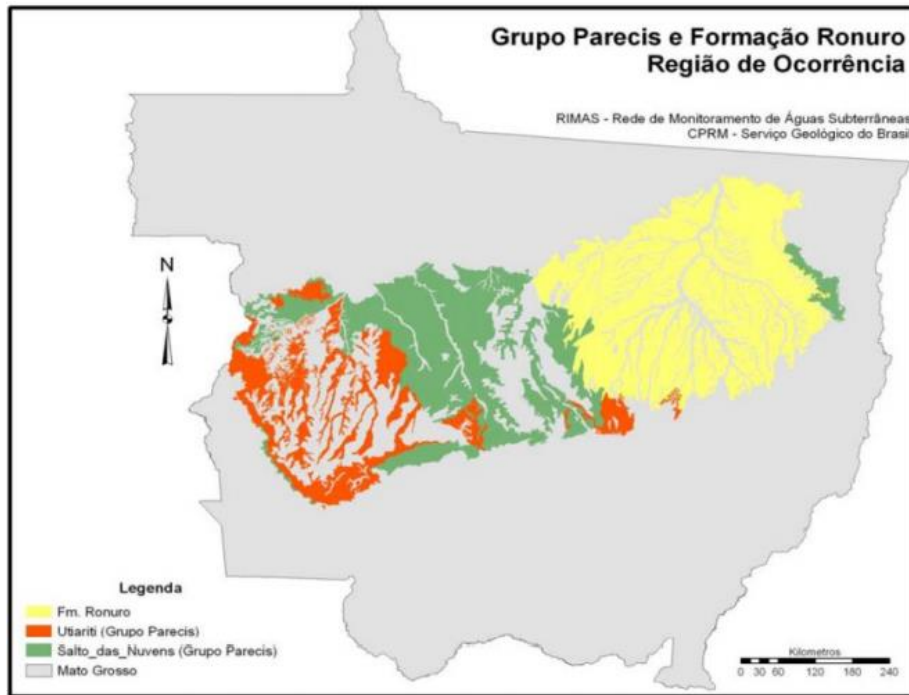 Grupo Parecis e Formação Ronuro
Região de Ocorrência
RIMAS - Rede de Monitoramento de Águas Subterrâneas
CPRM - Serviço Geológico do Brasil
N
Legenda
Fm. Ronuro
Utiariti (Grupo Parecis)
Salto_das_Nuvens (Grupo Parecis)
Mato Grosso
Kilometros
0 30 60 120 180 240